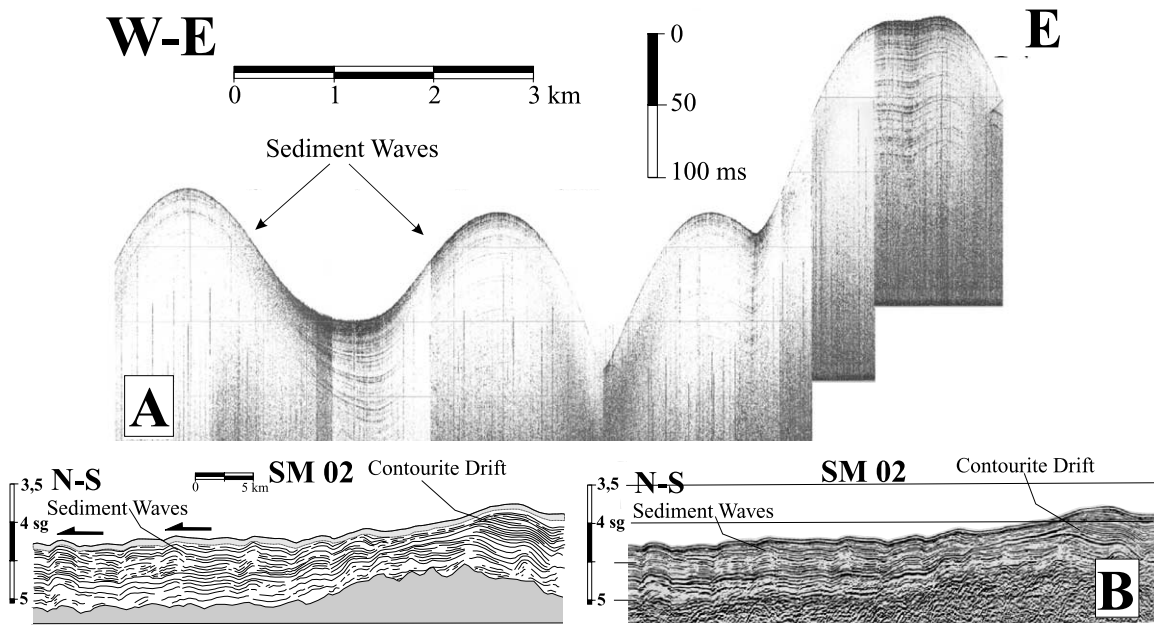 W-E
E
0 1 2 3 km
0
50
100 ms
Sediment Waves
A
N-S
0 5 km
SM 02
Contourite Drift
Sediment Waves
3,5
4 sg
5
N-S
SM 02
Contourite Drift
Sediment Waves
3,5
4 sg
5
B